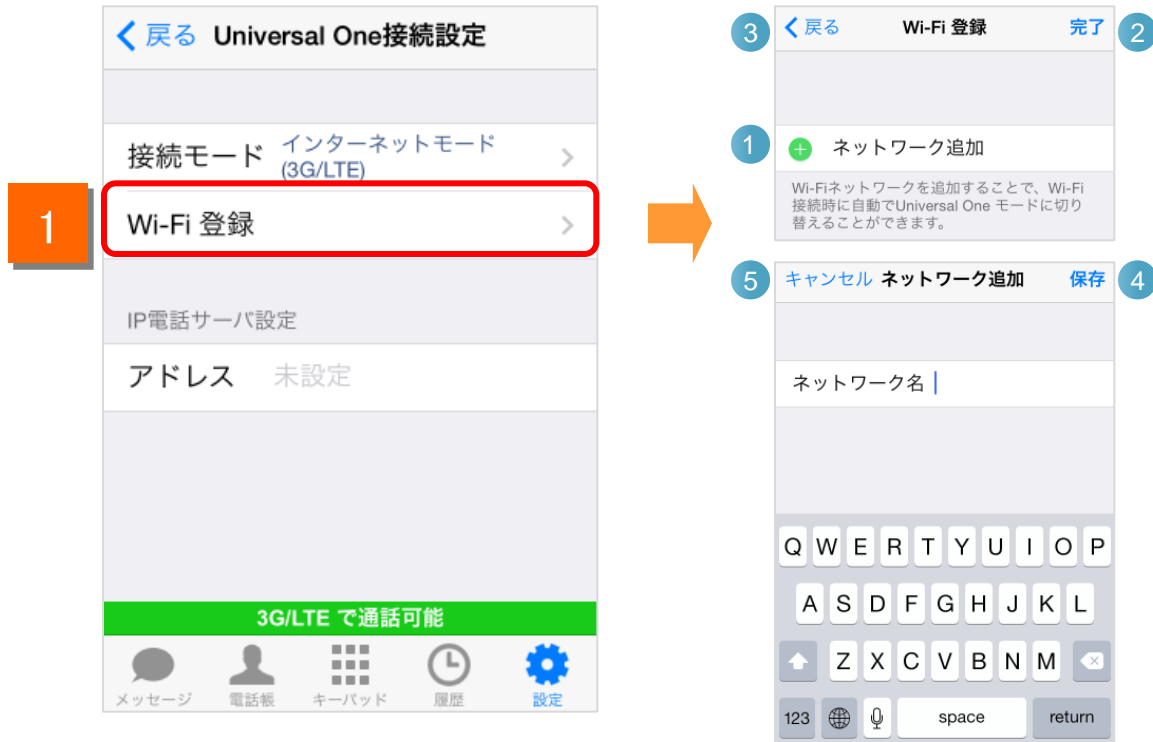 戻る Universal One接続設定
接続モード インターネットモード
(3G/LTE)
1
Wi-Fi 登録
IP電話サーバ設定
アドレス 未設定
3G/LTE で通話可能
メッセージ 電話帳 キーパッド 履歴 設定
3 戻る Wi-Fi 登録 完了 2
1 ネットワーク追加
Wi-Fiネットワークを追加することで、Wi-Fi
接続時に自動でUniversal One モードに切り
替えることができます。
5 キャンセル ネットワーク追加 保存 4
ネットワーク名
Q W E R T Y U I O P
A S D F G H J K L
Z X C V B N M
123 space return